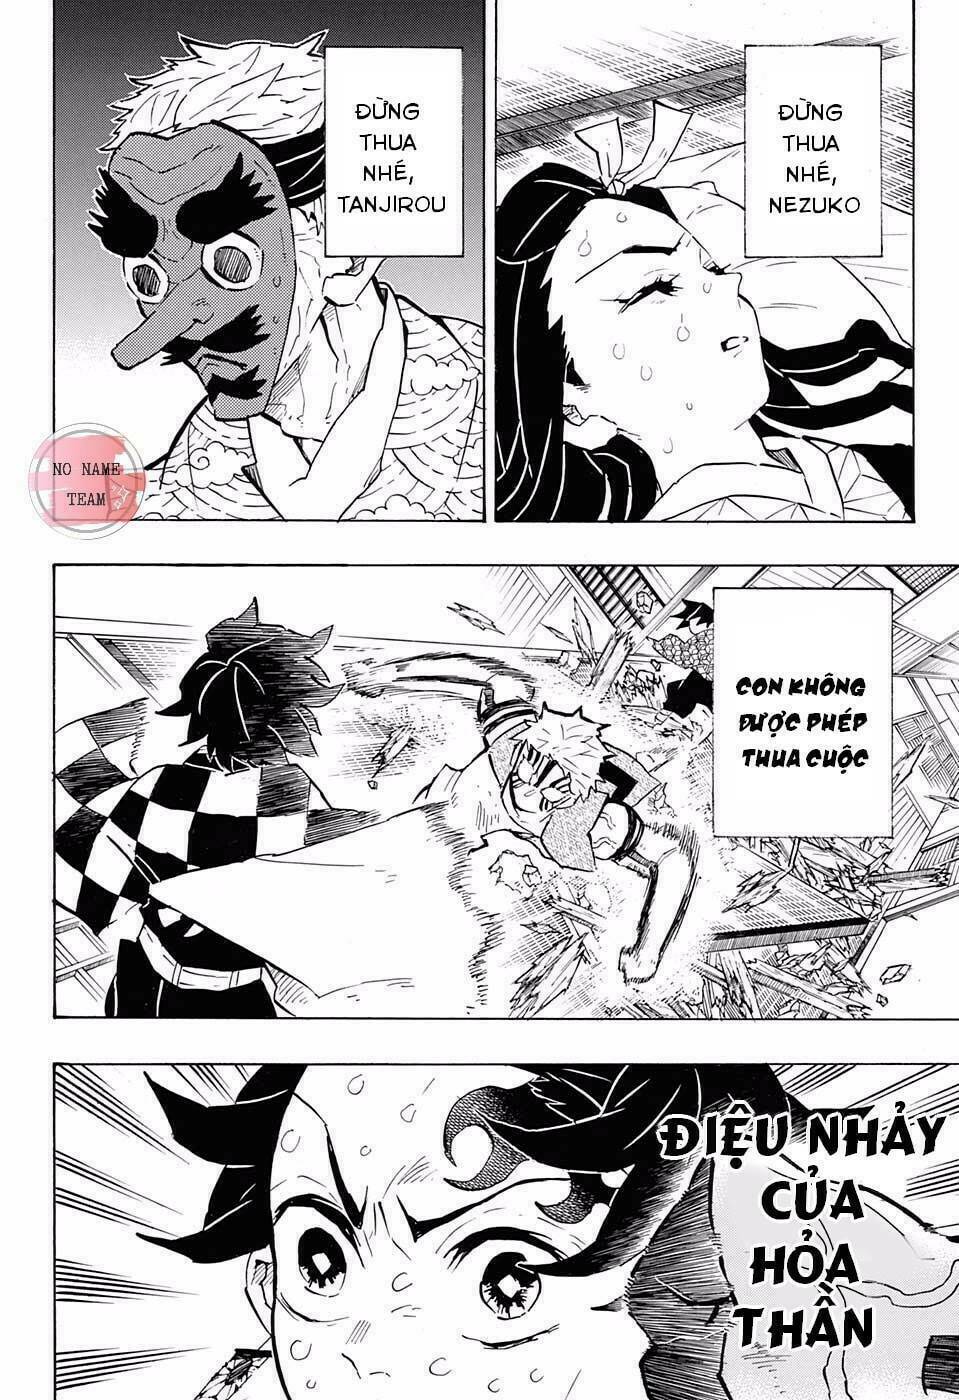 ĐỪNG
THUA
NHÉ,
NEZUKO
ĐỪNG
THUA
NHÉ,
TANJIROU
NO NAME
TEAM
CON KHÔNG
ĐƯỢC PHÉP
THUA CUỘC
ĐIỆU NHẢY
CỦA
HỎA
THẦN